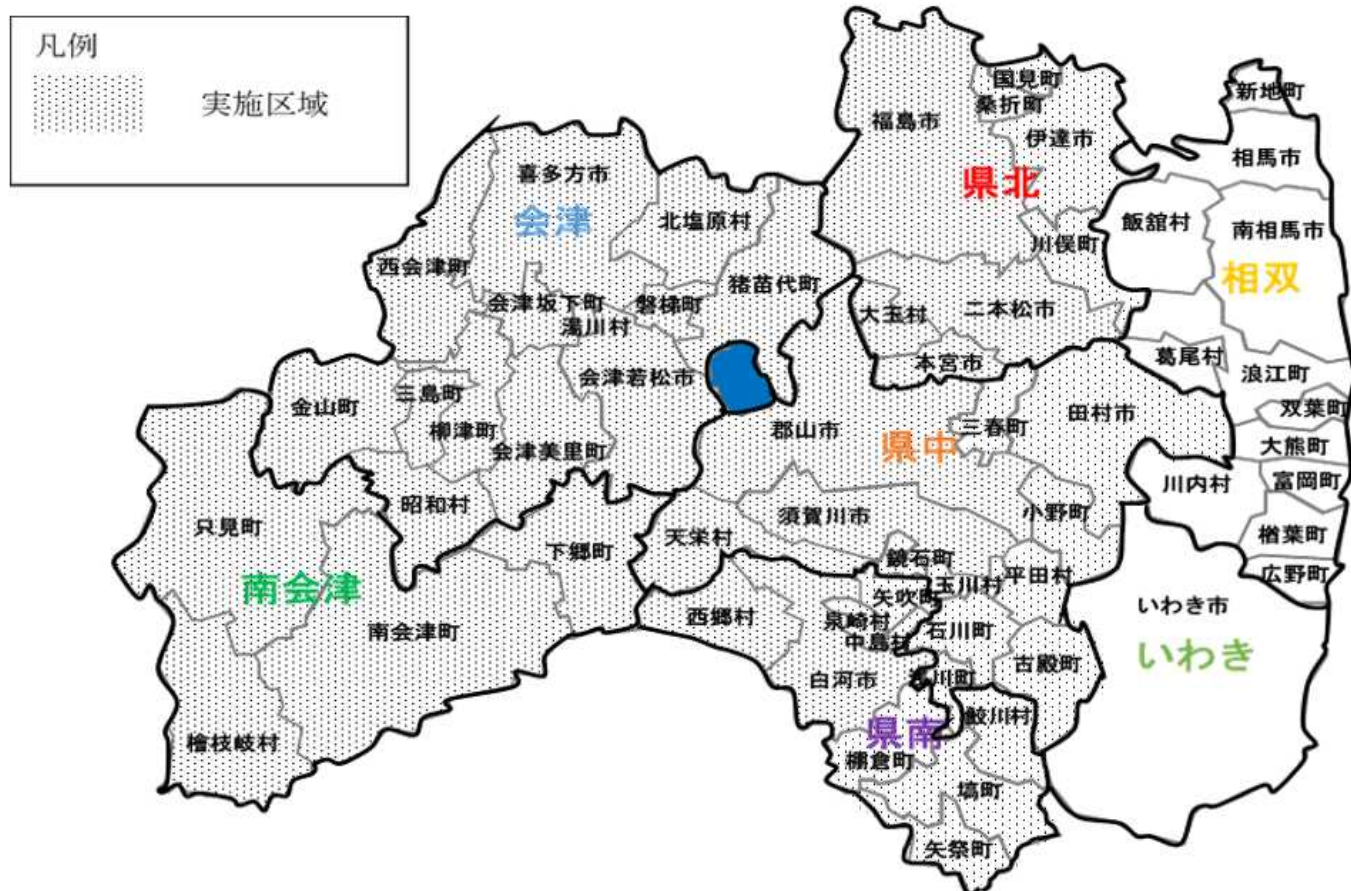 凡例
実施区域
国見町
桑折町
福島市
伊達市
県北
川俣町
二本松市
大玉村
本宮市
新地町
相馬市
飯舘村
南相馬市
相双
葛尾村
浪江町
双葉町
大熊町
富岡町
川内村
楢葉町
広野町
喜多方市
会津
北塩原村
西会津町
猪苗代町
会津坂下町
磐梯町
湯川村
会津若松市
三島町
金山町
柳津町
会津美里町
昭和村
郡山市
県中
三春町
田村市
須賀川市
小野町
天栄村
鏡石町
玉川村
平田村
石川町
古殿町
只見町
下郷町
南会津
南会津町
檜枝岐村
西郷村
矢吹町
泉崎村
中島村
白河市
鮫川村
県南
棚倉町
塙町
矢祭町
いわき市
いわき